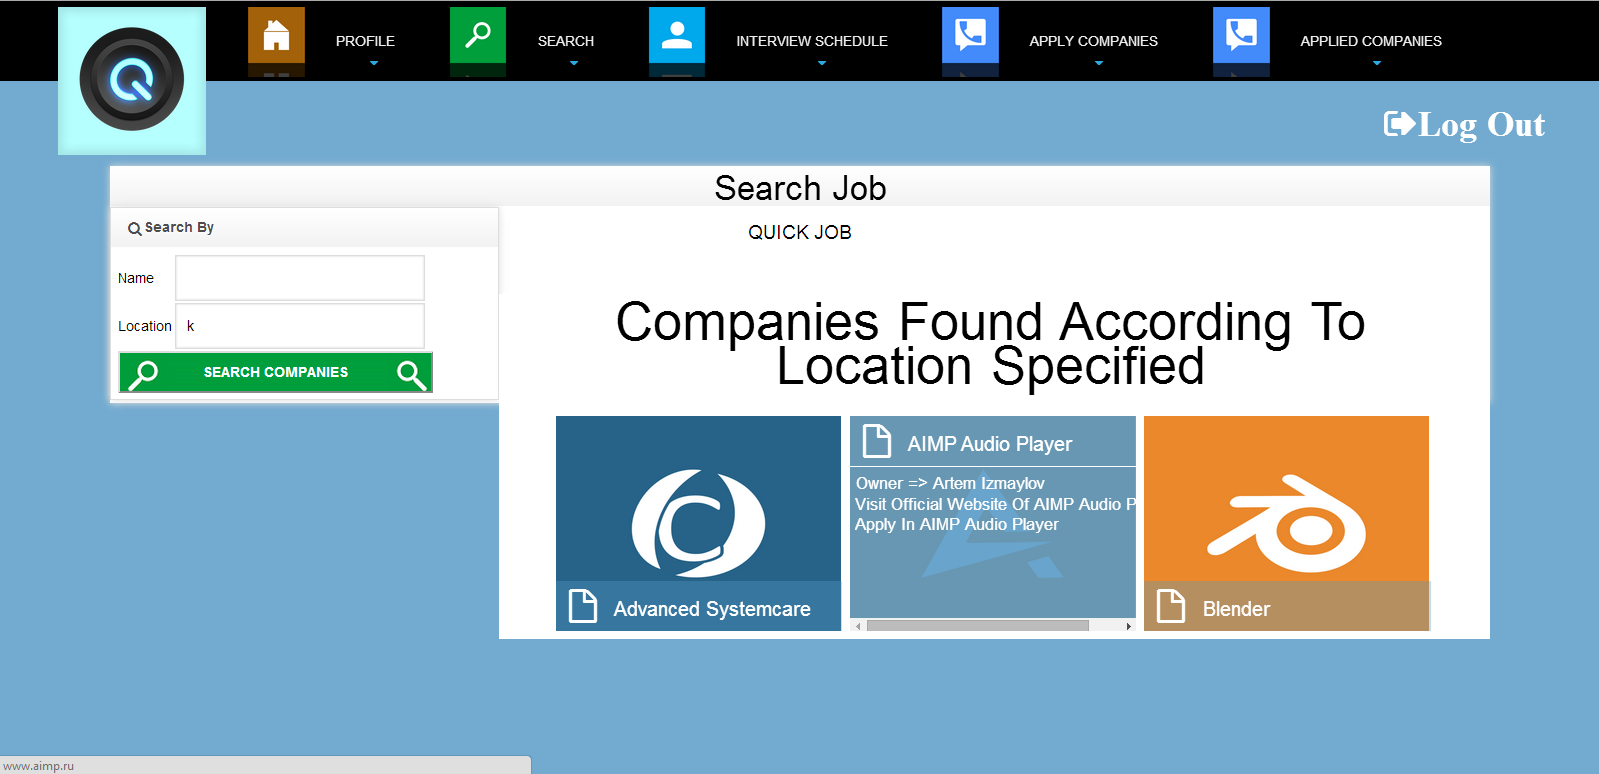 PROFILE
SEARCH
INTERVIEW SCHEDULE
APPLY COMPANIES
APPLIED COMPANIES
Log Out
Search Job
Search By
QUICK JOB
Name
Location k
SEARCH COMPANIES
Companies Found According To
Location Specified
AIMP Audio Player
Owner => Artem Izmaylov
Visit Official Website Of AIMP Audio P
Apply In AIMP Audio Player
Advanced Systemcare
Blender
www.aimp.ru